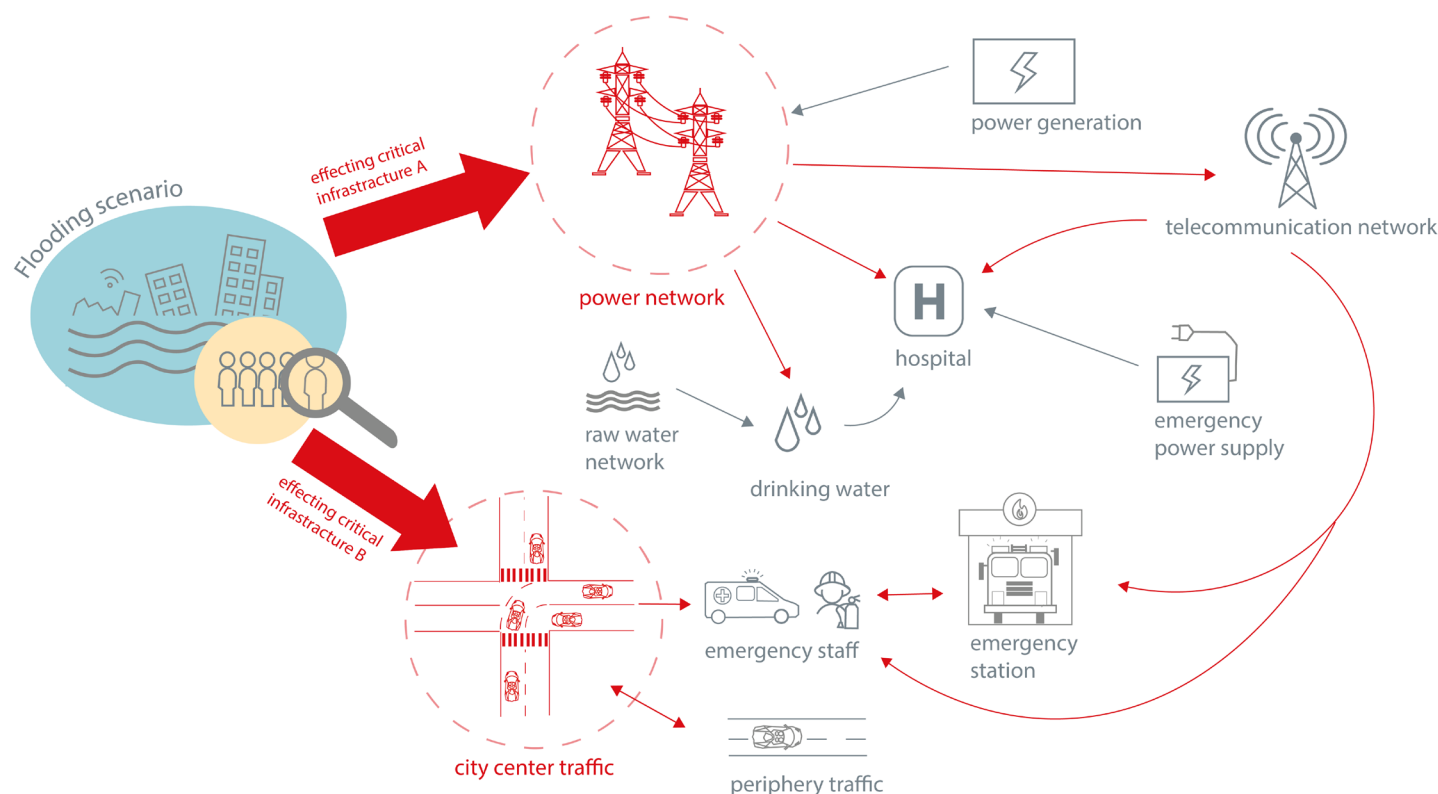 Flooding scenario
effecting critical
infrastracture A
effecting critical
infrastracture B
power network
power generation
telecommunication network
H
hospital
raw water
network
drinking water
emergency
power supply
emergency staff
emergency
station
city center traffic
periphery traffic